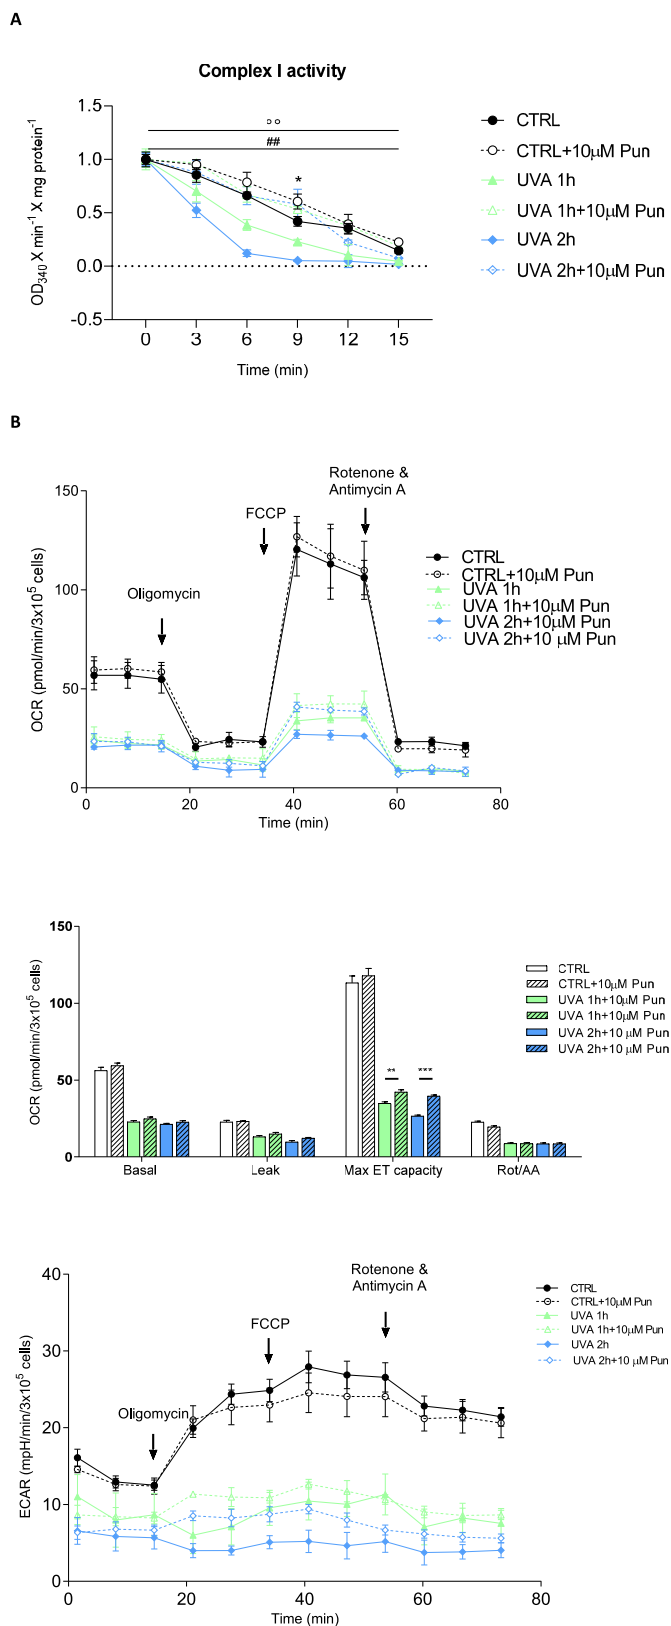 A
Complex I activity
OD340 X min-1 X mg protein-1
1.5
1.0
0.5
0.0
-0.5
°°
##
*
0 3 6 9 12 15
Time (min)
CTRL
CTRL+10µM Pun
UVA 1h
UVA 1h+10µM Pun
UVA 2h
UVA 2h+10µM Pun
B
OCR (pmol/min/3x10^5 cells)
150
100
50
0
Oligomycin
FCCP
Rotenone &
Antimycin A
0 20 40 60 80
Time (min)
CTRL
CTRL+10µM Pun
UVA 1h
UVA 1h+10µM Pun
UVA 2h+10µM Pun
UVA 2h+10 µM Pun
OCR (pmol/min/3x10^5 cells)
150
100
50
0
** ***
Basal Leak Max ET capacity Rot/AA
CTRL
CTRL+10µM Pun
UVA 1h+10µM Pun
UVA 1h+10µM Pun
UVA 2h+10 µM Pun
UVA 2h+10 µM Pun
ECAR (mpH/min/3x10^5 cells)
40
30
20
10
0
Oligomycin
FCCP
Rotenone &
Antimycin A
0 20 40 60 80
Time (min)
CTRL
CTRL+10µM Pun
UVA 1h
UVA 1h+10µM Pun
UVA 2h
UVA 2h+10 µM Pun